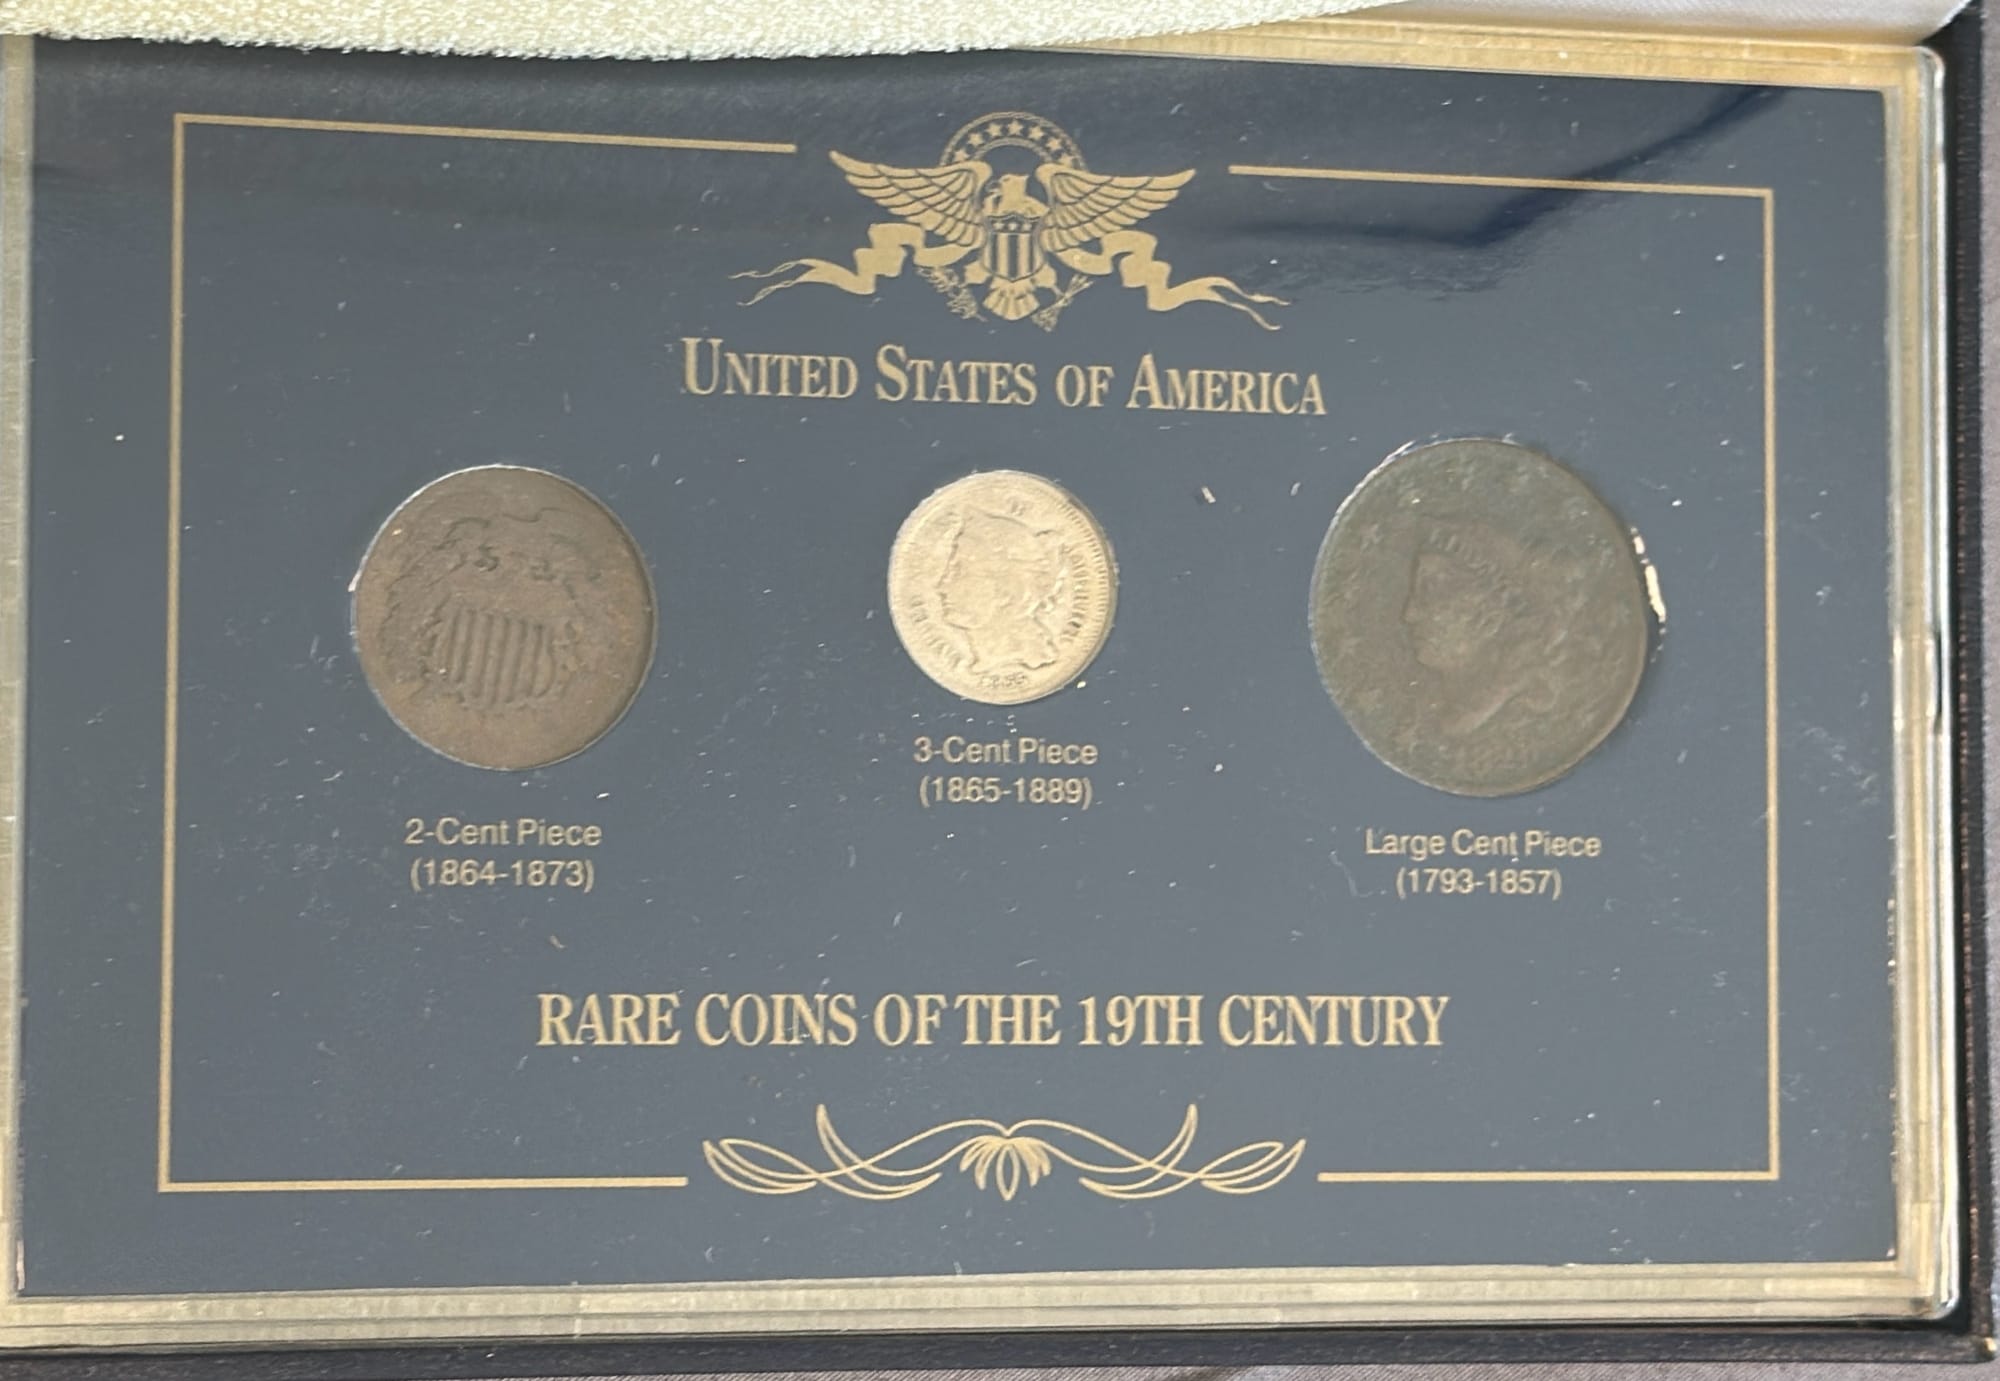 United States of America
3-Cent Piece
(1865-1889)
2-Cent Piece
(1864-1873)
Large Cent Piece
(1793-1857)
RARE COINS OF THE 19TH CENTURY